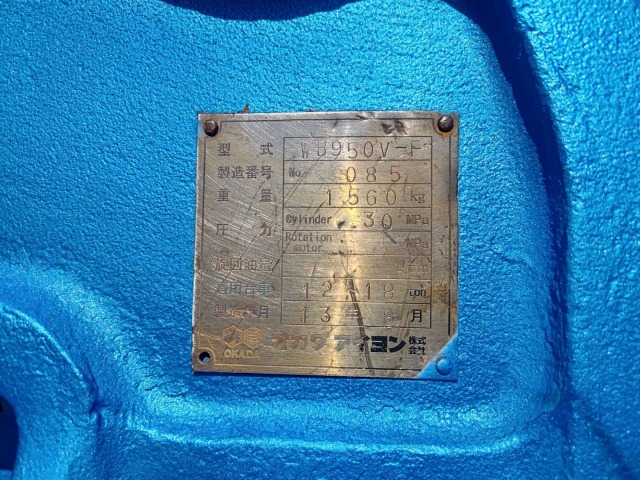 型式 WB950V-F
製造番号 No. 085
重量 1560 kg
圧力 Cylinder 30 MPa
Rotation motor MPa
旋回油量
適用台車 12~18 ton
製造年月 13年 8月
OKADA オカダアイヨン株式会社